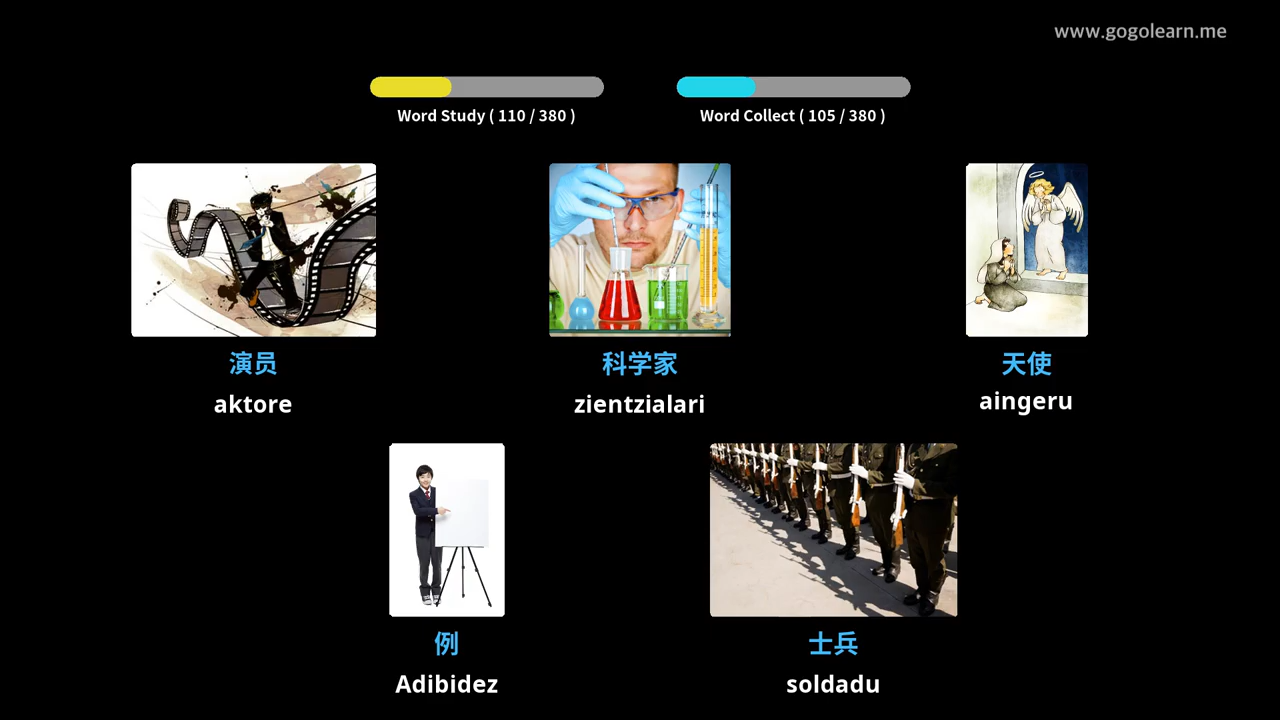 www.gogolearn.me
Word Study ( 110 / 380 )
Word Collect ( 105 / 380 )
演员
aktore
科学家
zientzialari
天使
aingeru
例
Adibidez
士兵
soldadu